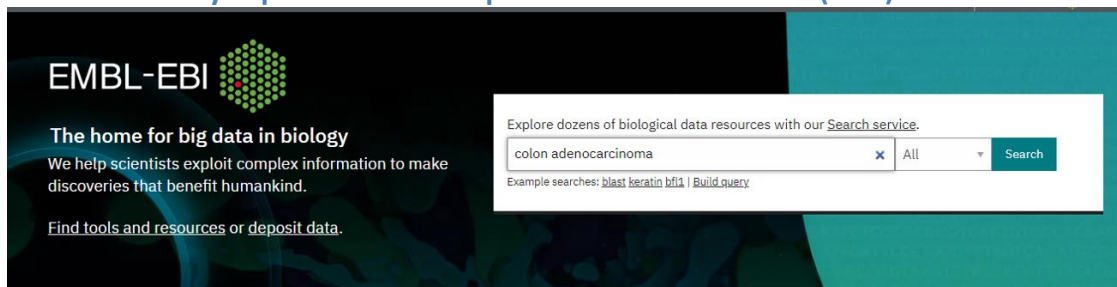 EMBL-EBI
The home for big data in biology
We help scientists exploit complex information to make
discoveries that benefit humankind.
Find tools and resources or deposit data.
Explore dozens of biological data resources with our Search service.
colon adenocarcinoma × All Search
Example searches: blast keratin bfl1 | Build query